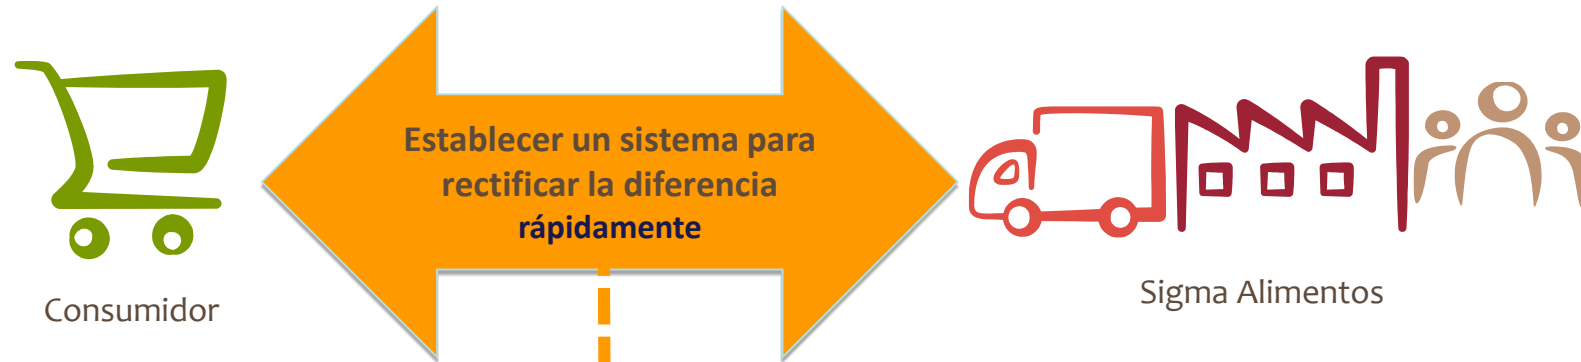 Establecer un sistema para
rectificar la diferencia
rápidamente
Consumidor
Sigma Alimentos